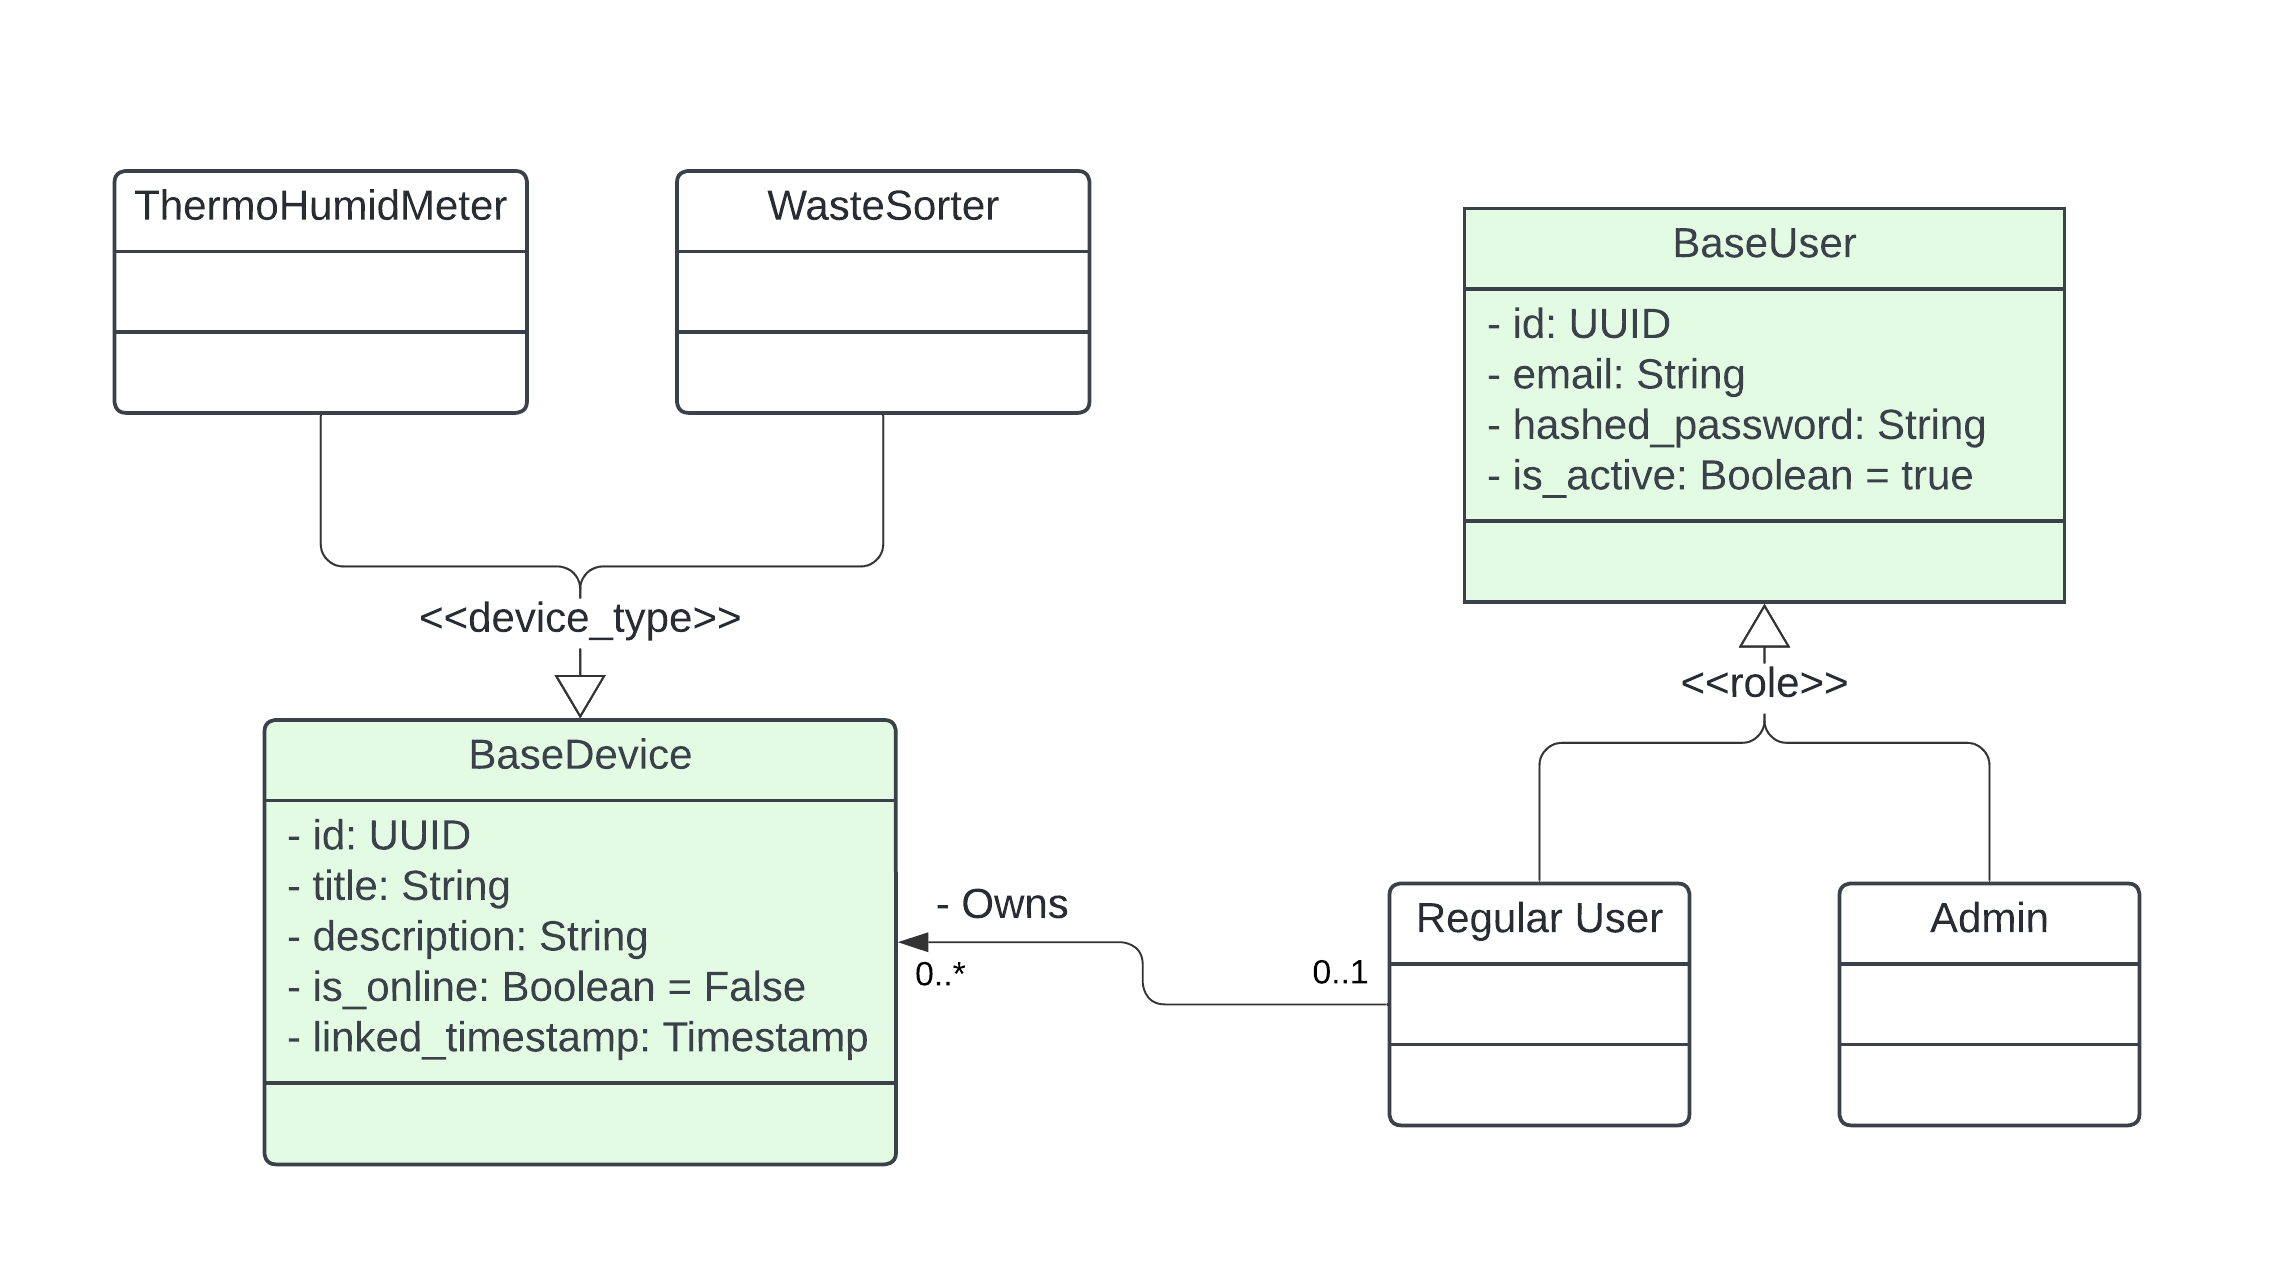 ThermoHumidMeter
WasteSorter
<<device_type>>
BaseDevice
- id: UUID
- title: String
- description: String
- is_online: Boolean = False
- linked_timestamp: Timestamp
- Owns
0..*
0..1
BaseUser
- id: UUID
- email: String
- hashed_password: String
- is_active: Boolean = true
<<role>>
Regular User
Admin